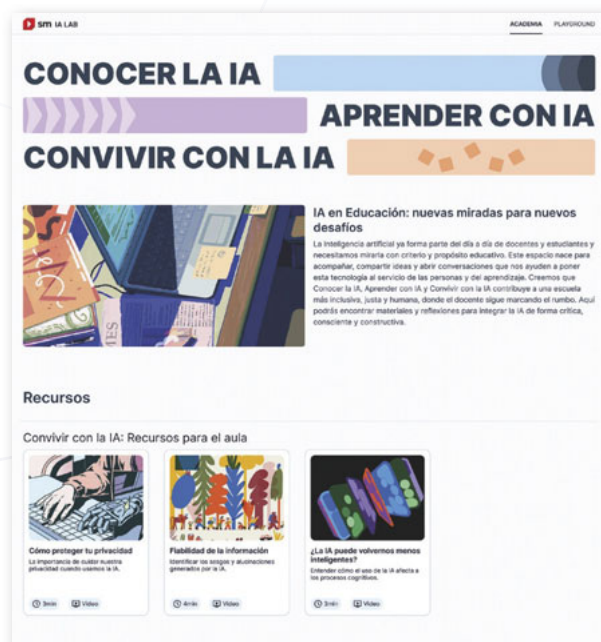 sm IA LAB
ACADEMIA PLAYGROUND
CONOCER LA IA
APRENDER CON IA
CONVIVIR CON LA IA
IA en Educación: nuevas miradas para nuevos
desafíos
La inteligencia artificial ya forma parte del día a día de docentes y estudiantes y
necesitamos mirarla con criterio y propósito educativo. Este espacio nace para
acompañar, compartir ideas y abrir conversaciones que nos ayuden a poner
esta tecnología al servicio de las personas y del aprendizaje. Creemos que
Conocer la IA, Aprender con IA y Convivir con la IA contribuye a una escuela
más inclusiva, justa y humana, donde el docente sigue marcando el rumbo. Aquí
podrás encontrar materiales y reflexiones para integrar la IA de forma crítica,
consciente y constructiva.
Recursos
Convivir con la IA: Recursos para el aula
Cómo proteger tu privacidad
La importancia de cuidar nuestra
privacidad cuando usamos la IA.
3min Vídeo
Fiabilidad de la información
Identificar los sesgos y alucinaciones
generados por la IA.
4min Vídeo
¿La IA puede volvernos menos
inteligentes?
Entender cómo el uso de la IA afecta a
los procesos cognitivos.
3min Vídeo